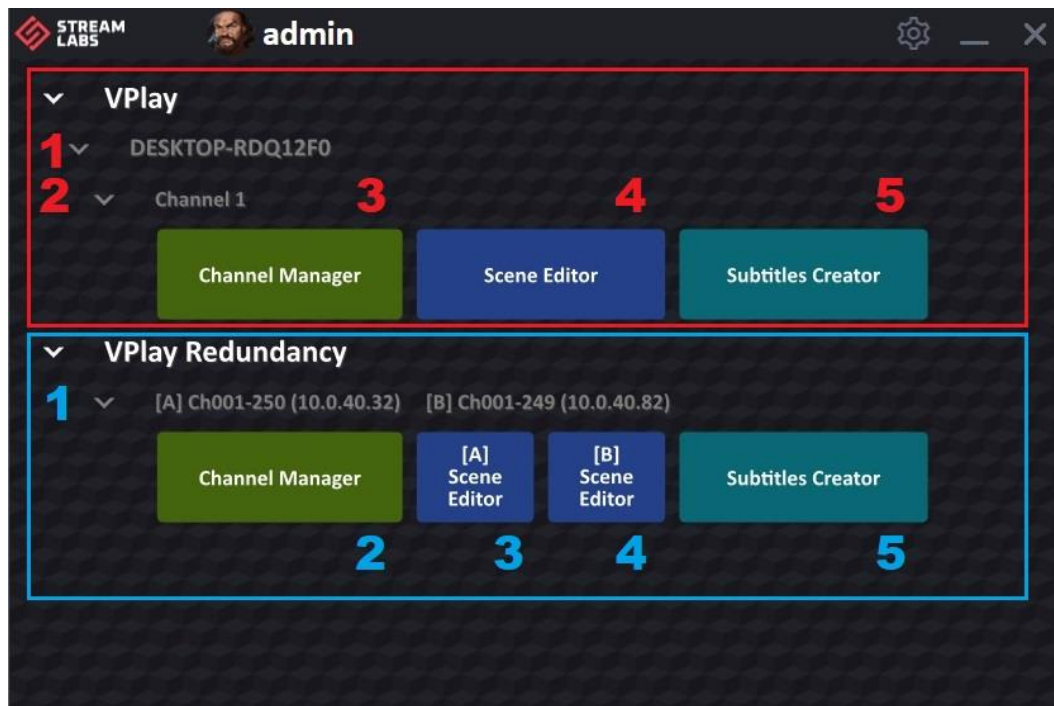 STREAM
LABS
admin
VPlay
1 DESKTOP-RDQ12F0
2 Channel 1 3 4 5
Channel Manager Scene Editor Subtitles Creator
VPlay Redundancy
1 [A] Ch001-250 (10.0.40.32) [B] Ch001-249 (10.0.40.82)
Channel Manager
[A]
Scene
Editor
[B]
Scene
Editor
Subtitles Creator
2 3 4 5